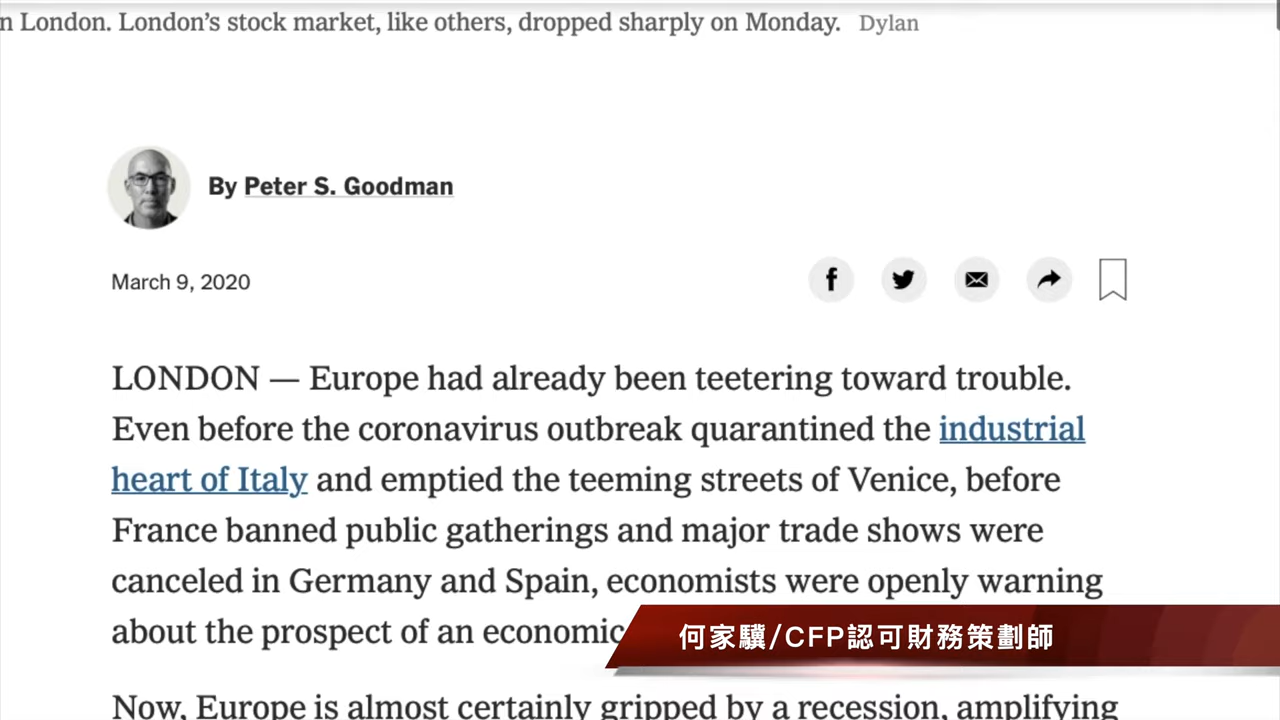 n London. London’s stock market, like others, dropped sharply on Monday. Dylan
By Peter S. Goodman
March 9, 2020
LONDON — Europe had already been teetering toward trouble.
Even before the coronavirus outbreak quarantined the industrial
heart of Italy and emptied the teeming streets of Venice, before
France banned public gatherings and major trade shows were
canceled in Germany and Spain, economists were openly warning
about the prospect of an economic
何家驥/CFP認可財務策劃師
Now, Europe is almost certainly gripped by a recession, amplifying